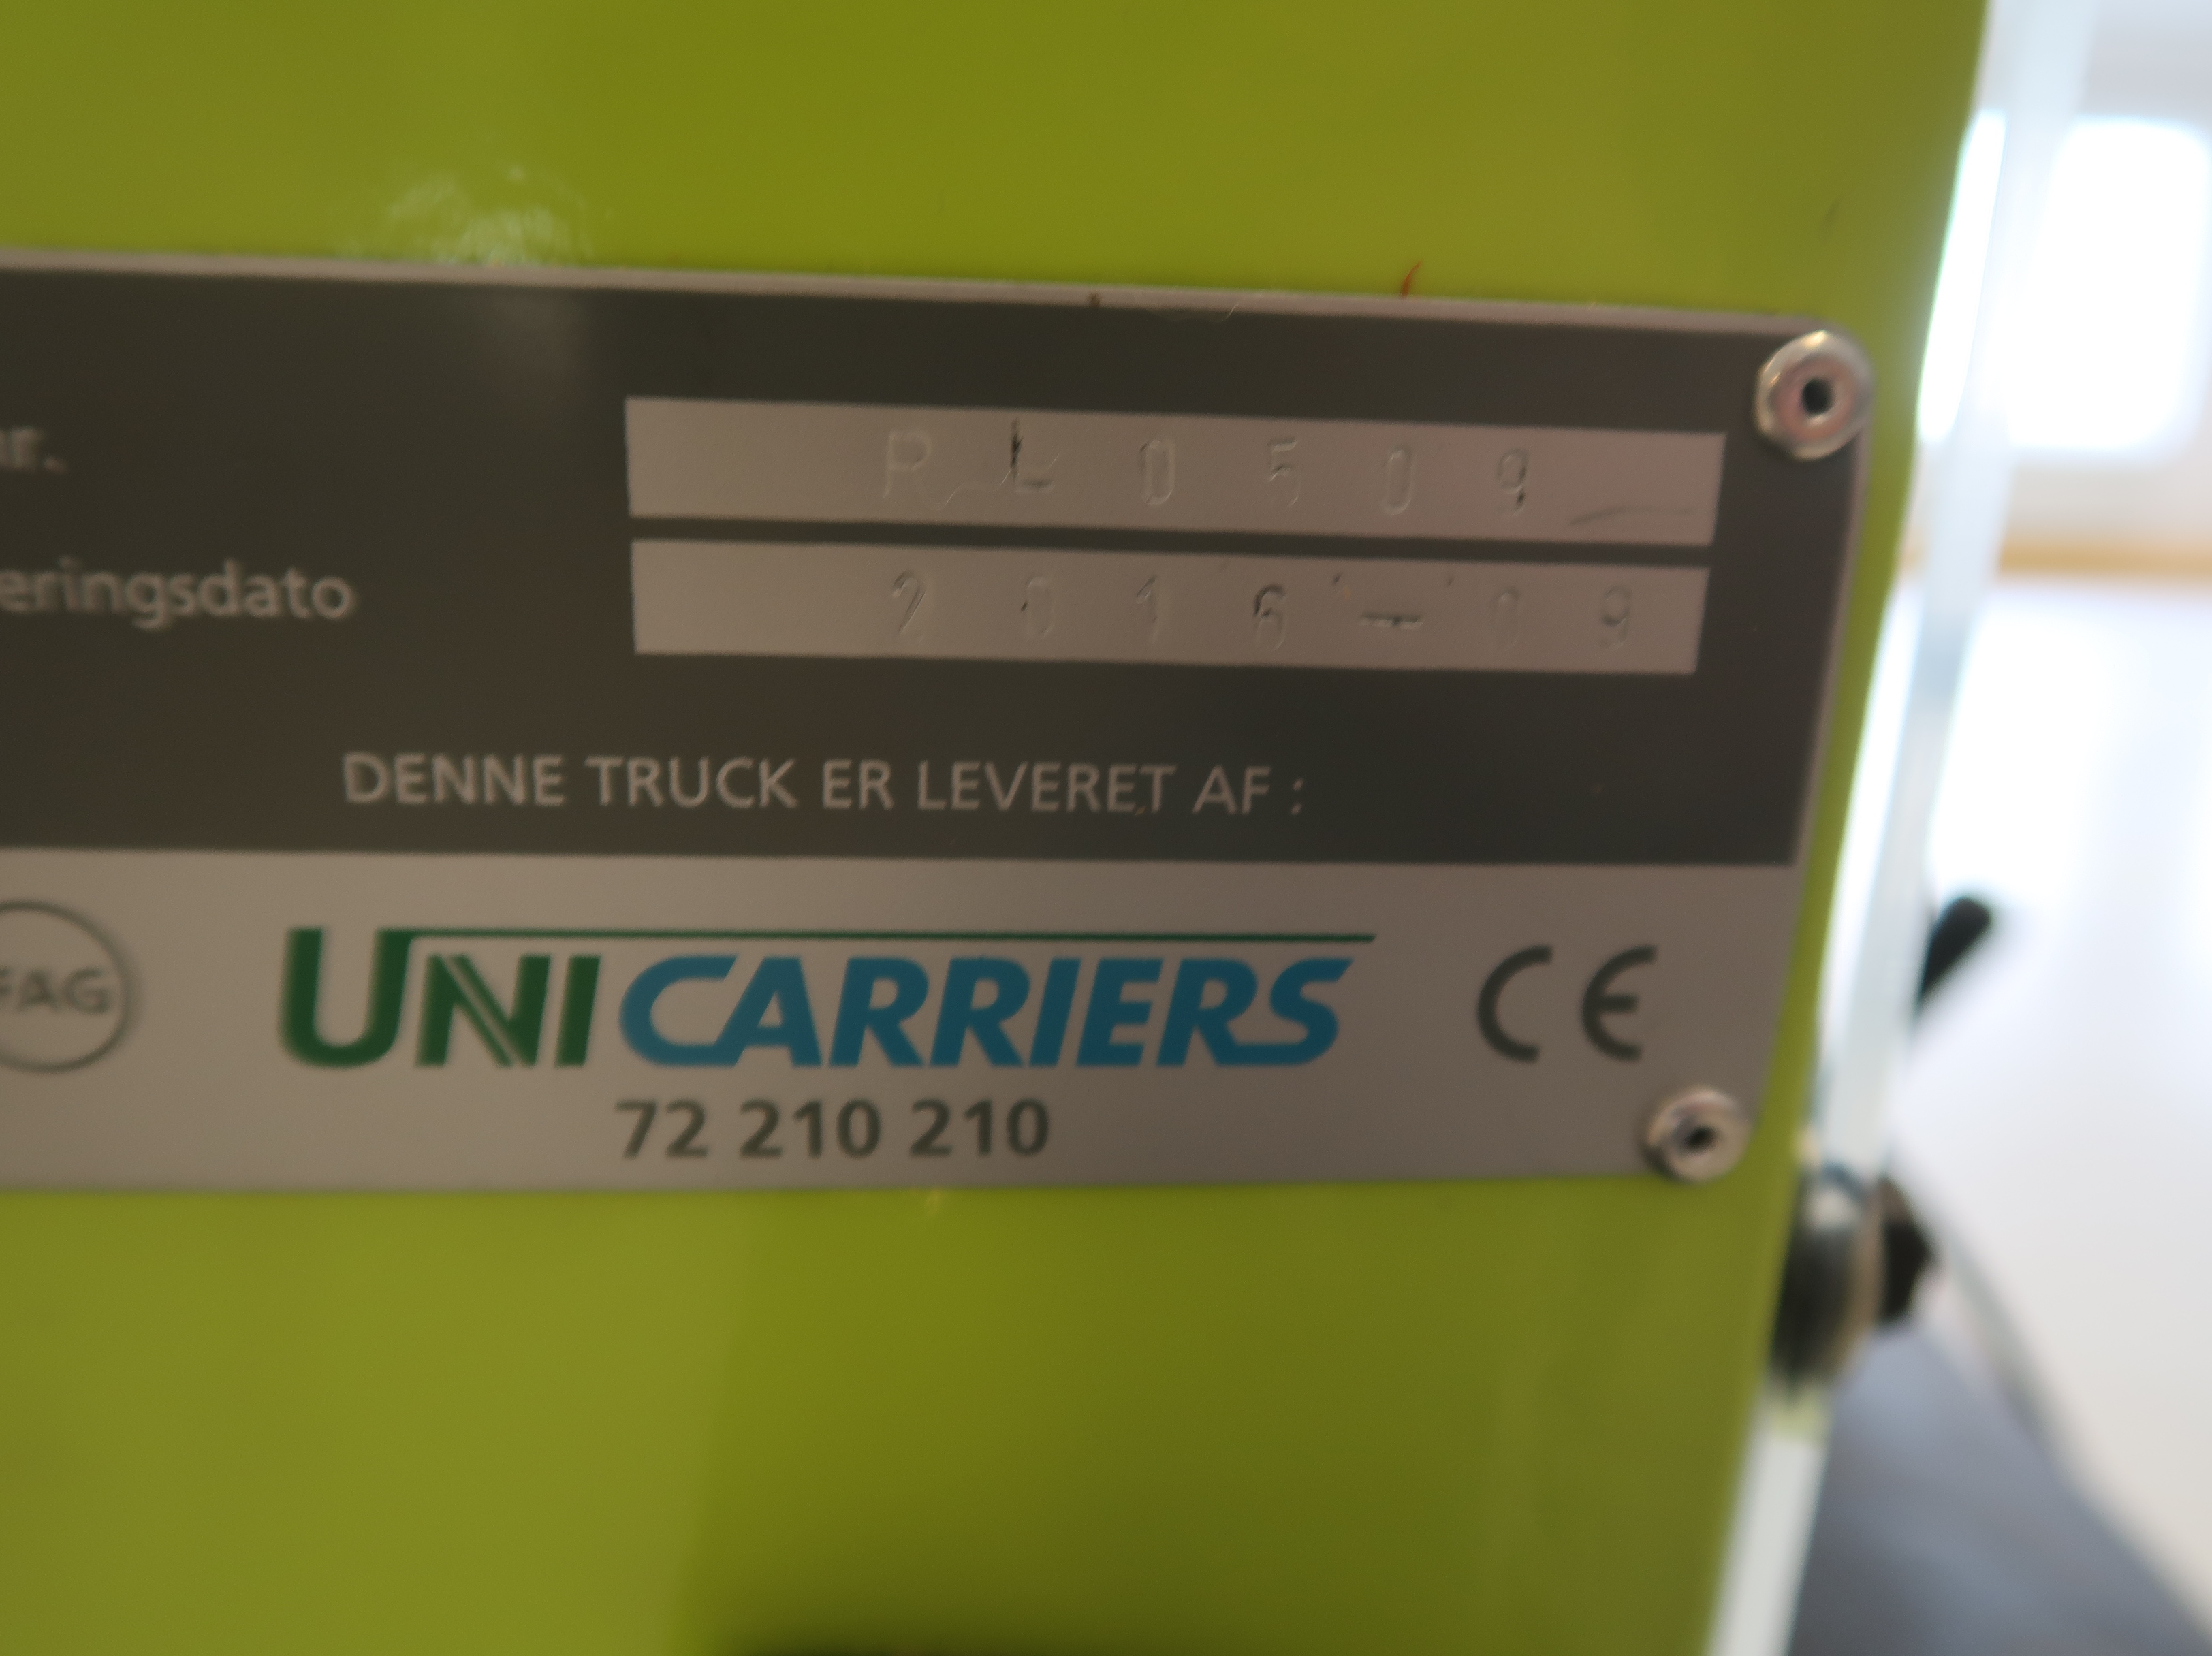 nr.
RL0509
eringsdato
2016-09
DENNE TRUCK ER LEVERET AF :
FAG
UNICARRIERS
CE
72 210 210